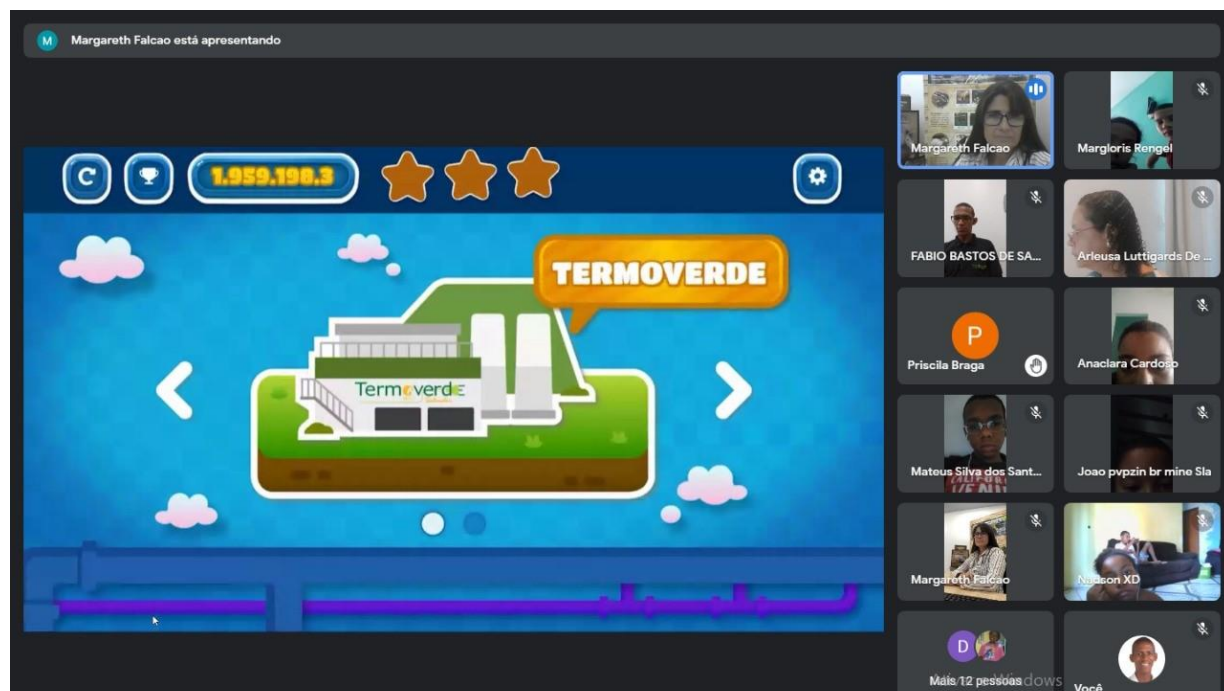 M
Margareth Falcao está apresentando
1.959.198.3
TERMOVERDE
Termoverde
Margareth Falcao
Margloris Rengel
FABIO BASTOS DE SA...
Arleusa Luttigards De ...
P
Priscila Braga
Anaclara Cardoso
Mateus Silva dos Sant...
Joao pvpzin br mine Sla
Margareth Falcao
Nadson XD
D
Mais 12 pessoas
Windows
Você